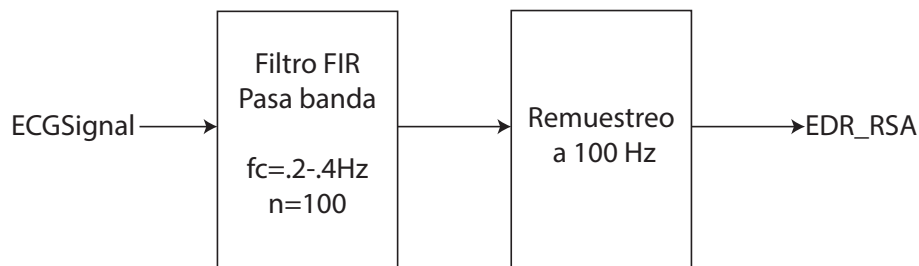 ECGSignal
Filtro FIR
Pasa banda
fc=.2-.4Hz
n=100
Remuestreo
a 100 Hz
EDR_RSA